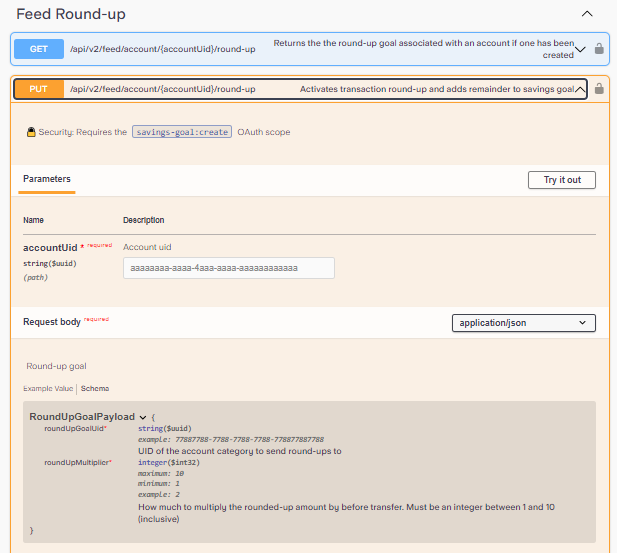 Feed Round-up
GET /api/v2/feed/account/{accountUid}/round-up Returns the the round-up goal associated with an account if one has been created
PUT /api/v2/feed/account/{accountUid}/round-up Activates transaction round-up and adds remainder to savings goal
Security: Requires the savings-goal:create OAuth scope
Parameters Try it out
Name Description
accountUid * required Account uid
string($uuid) aaaaaaaa-aaaa-4aaa-aaaa-aaaaaaaaaaaa
(path)
Request body required application/json
Round-up goal
Example Value Schema
RoundUpGoalPayload {
roundUpGoalUid* string($uuid)
example: 77887788-7788-7788-7788-778877887788
UID of the account category to send round-ups to
roundUpMultiplier* integer($int32)
maximum: 10
minimum: 1
example: 2
How much to multiply the rounded-up amount by before transfer. Must be an integer between 1 and 10
(inclusive)
}